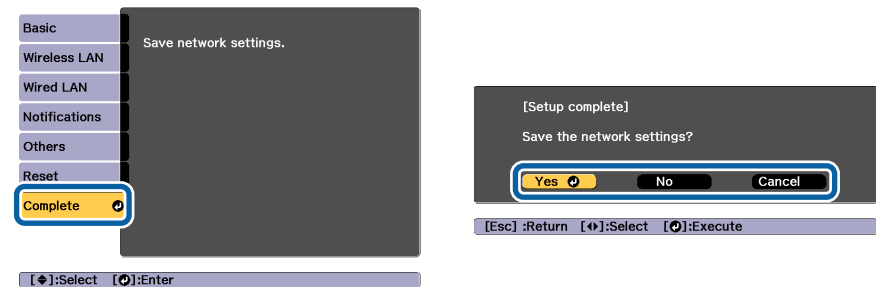 Basic
Wireless LAN
Wired LAN
Notifications
Others
Reset
Complete
Save network settings.
[◆]:Select [⏎]:Enter
[Setup complete]
Save the network settings?
Yes No Cancel
[Esc] :Return [◀▶]:Select [⏎]:Execute